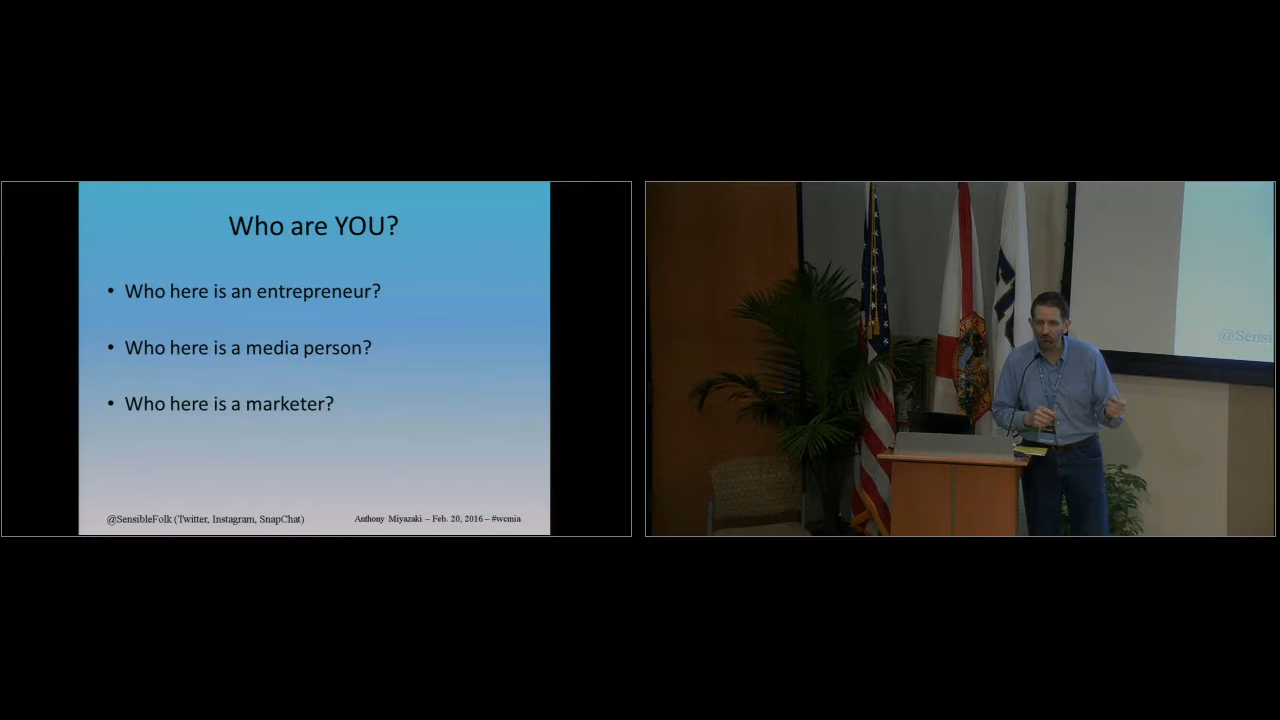 Who are YOU?
• Who here is an entrepreneur?
• Who here is a media person?
• Who here is a marketer?
@SensibleFolk (Twitter, Instagram, SnapChat)
Anthony Miyazaki – Feb. 20, 2016 – #wcmia
@Sensi